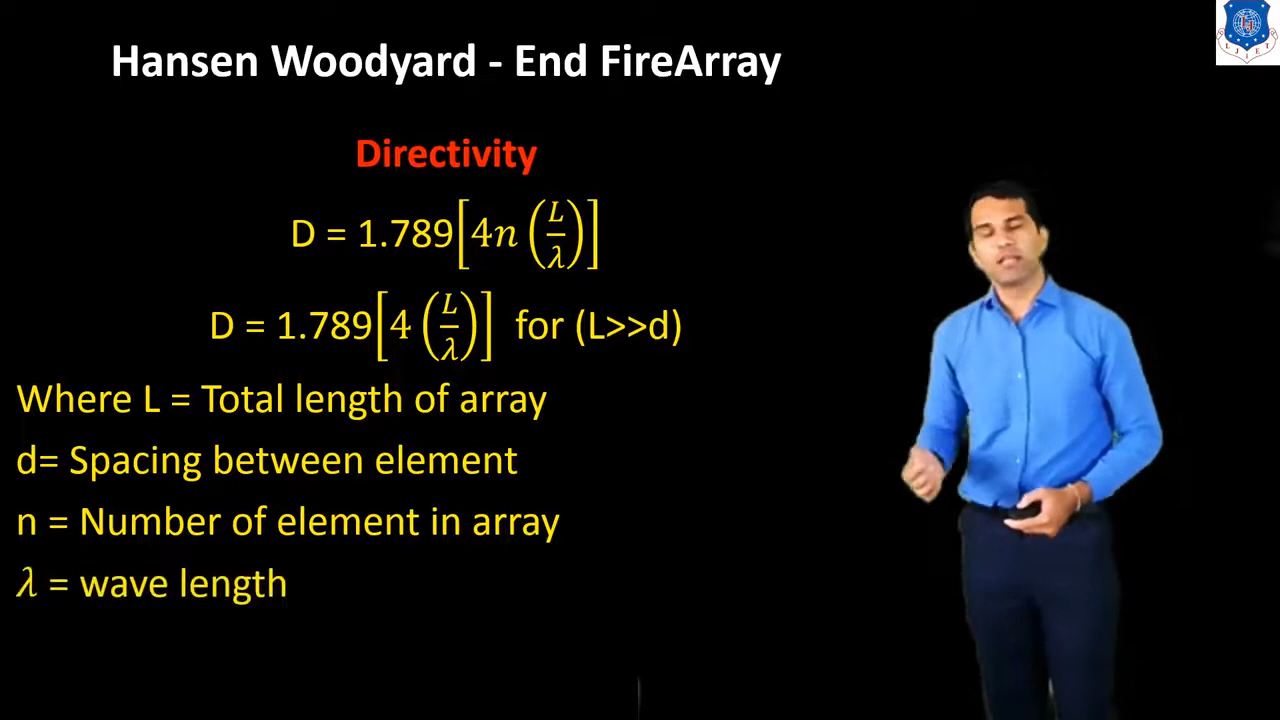 Hansen Woodyard - End FireArray
Directivity
D = 1.789[4n (L/λ)]
D = 1.789[4 (L/λ)] for (L>>d)
Where L = Total length of array
d= Spacing between element
n = Number of element in array
λ = wave length
LJIET